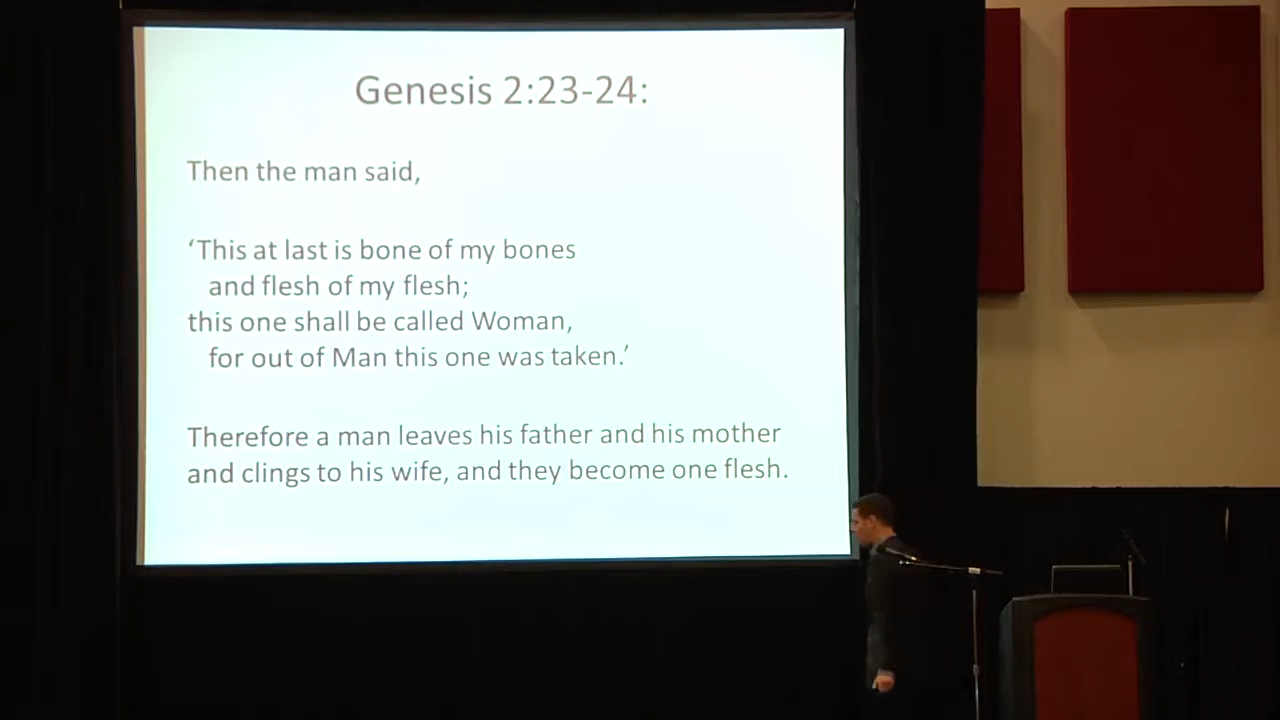 Genesis 2:23-24:
Then the man said,
‘This at last is bone of my bones
and flesh of my flesh;
this one shall be called Woman,
for out of Man this one was taken.’
Therefore a man leaves his father and his mother
and clings to his wife, and they become one flesh.